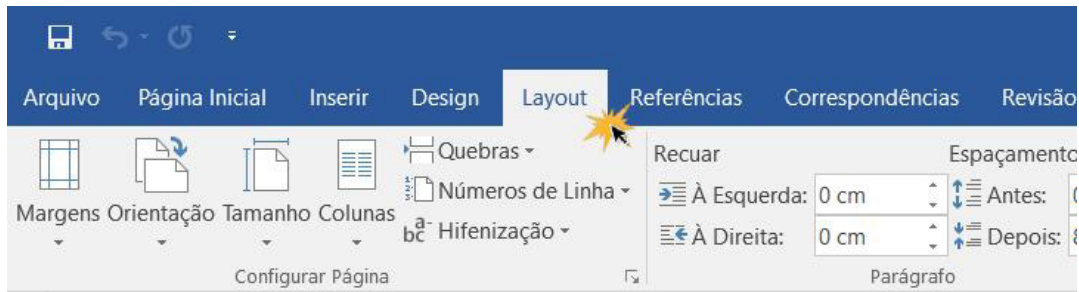 Arquivo Página Inicial Inserir Design Layout Referências Correspondências Revisão
Margens Orientação Tamanho Colunas
Quebras
Números de Linha
Hifenização
Configurar Página
Recuar
À Esquerda: 0 cm
À Direita: 0 cm
Espaçamento
Antes:
Depois:
Parágrafo